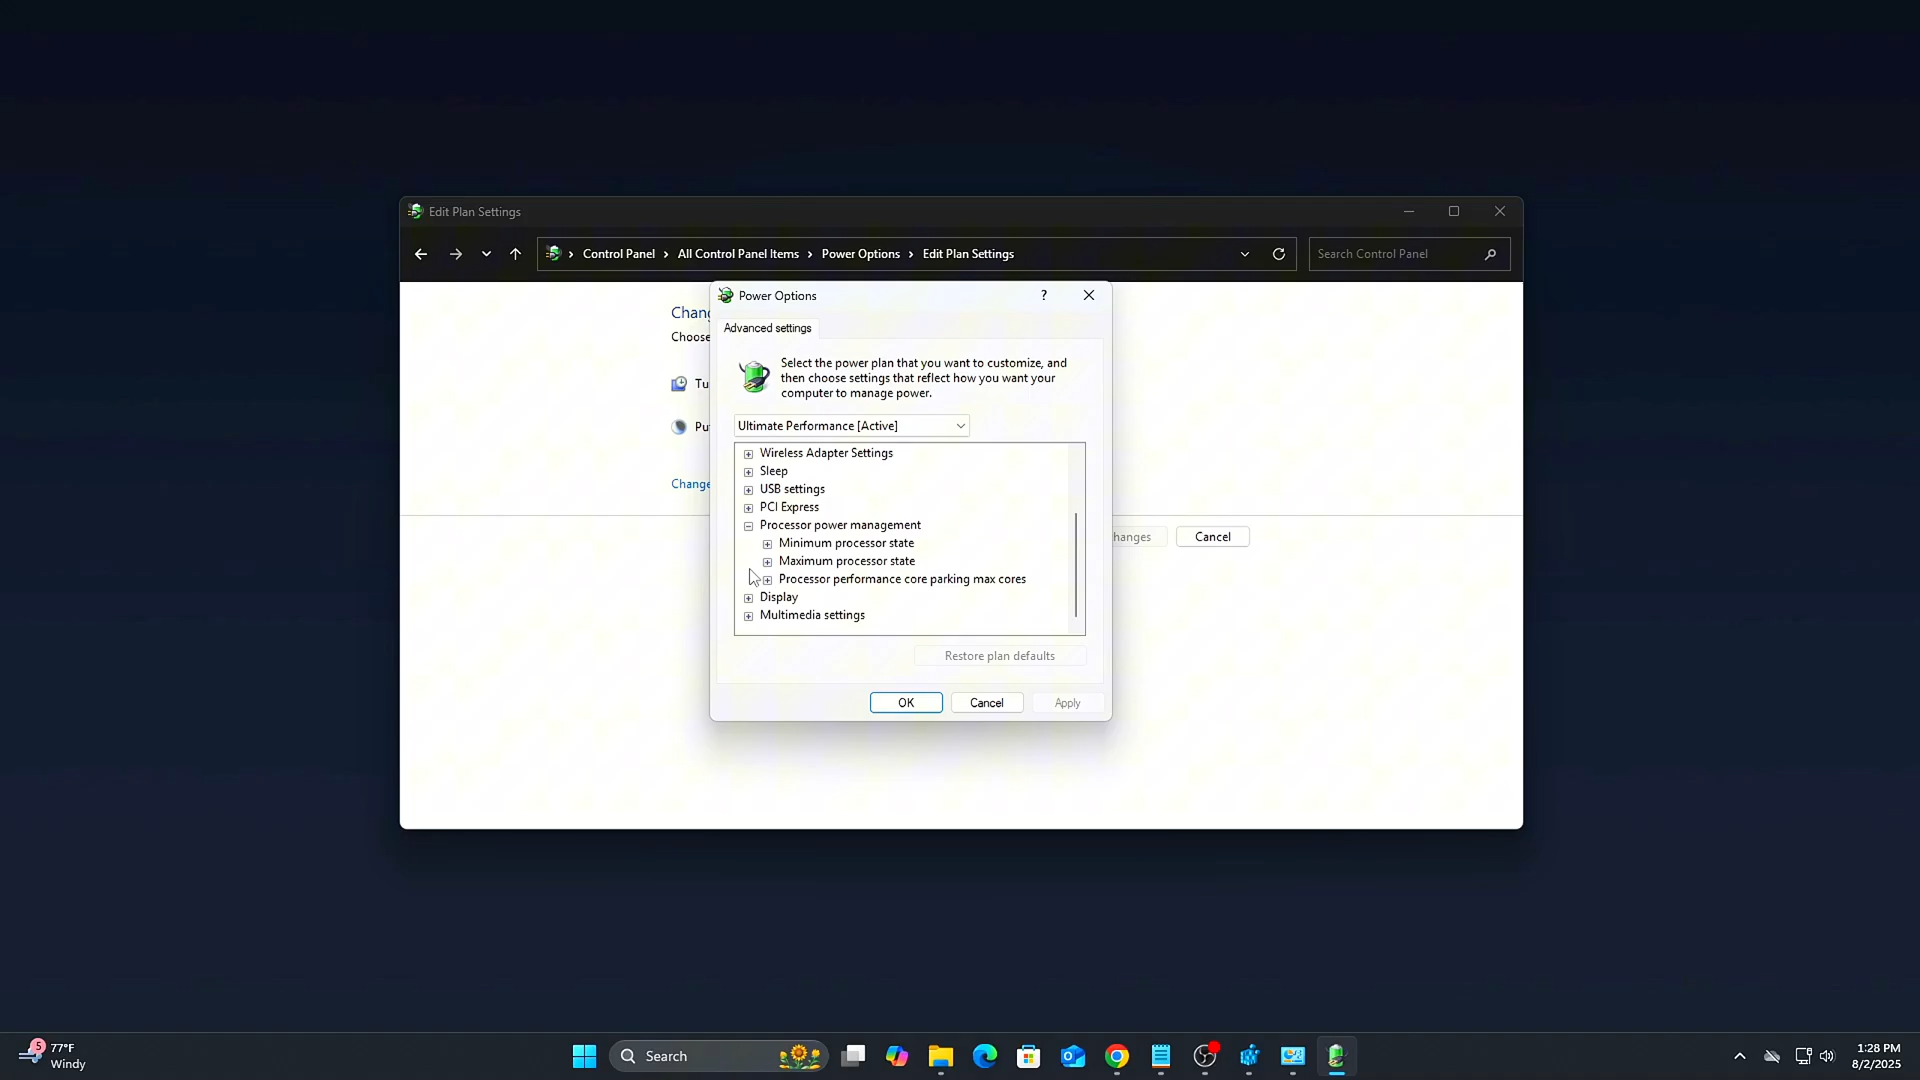 Edit Plan Settings
Control Panel
All Control Panel Items
Power Options
Edit Plan Settings
Search Control Panel
Power Options
?
Advanced settings
Chang
Choose
Select the power plan that you want to customize, and
then choose settings that reflect how you want your
computer to manage power.
Tu
Pu
Change
Ultimate Performance [Active]
Wireless Adapter Settings
Sleep
USB settings
PCI Express
Processor power management
Minimum processor state
Maximum processor state
Processor performance core parking max cores
Display
Multimedia settings
hanges
Cancel
Restore plan defaults
OK
Cancel
Apply
5
77°F
Windy
Search
1:28 PM
8/2/2025